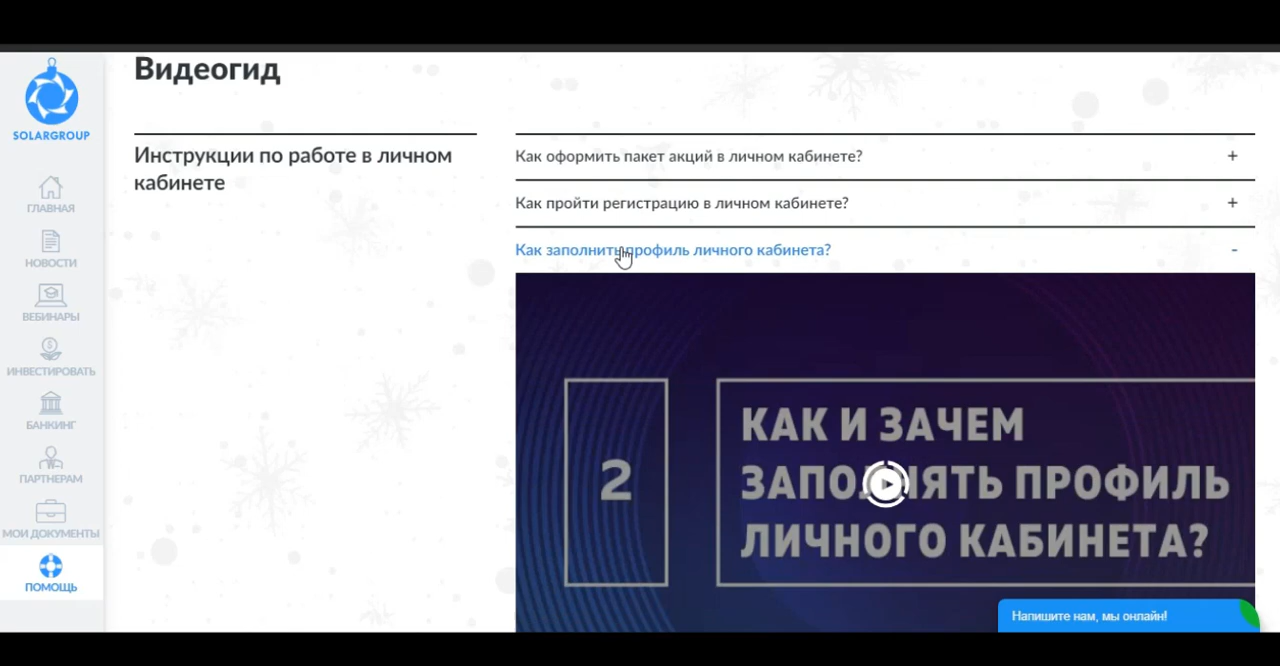 Видеогид
SOLARGROUP
ГЛАВНАЯ
НОВОСТИ
ВЕБИНАРЫ
ИНВЕСТИРОВАТЬ
БАНКИНГ
ПАРТНЕРАМ
МОИ ДОКУМЕНТЫ
ПОМОЩЬ
Инструкции по работе в личном
кабинете
Как оформить пакет акций в личном кабинете? +
Как пройти регистрацию в личном кабинете? +
Как заполнить профиль личного кабинета? -
2
КАК И ЗАЧЕМ
ЗАПОЛНЯТЬ ПРОФИЛЬ
ЛИЧНОГО КАБИНЕТА?
Напишите нам, мы онлайн!